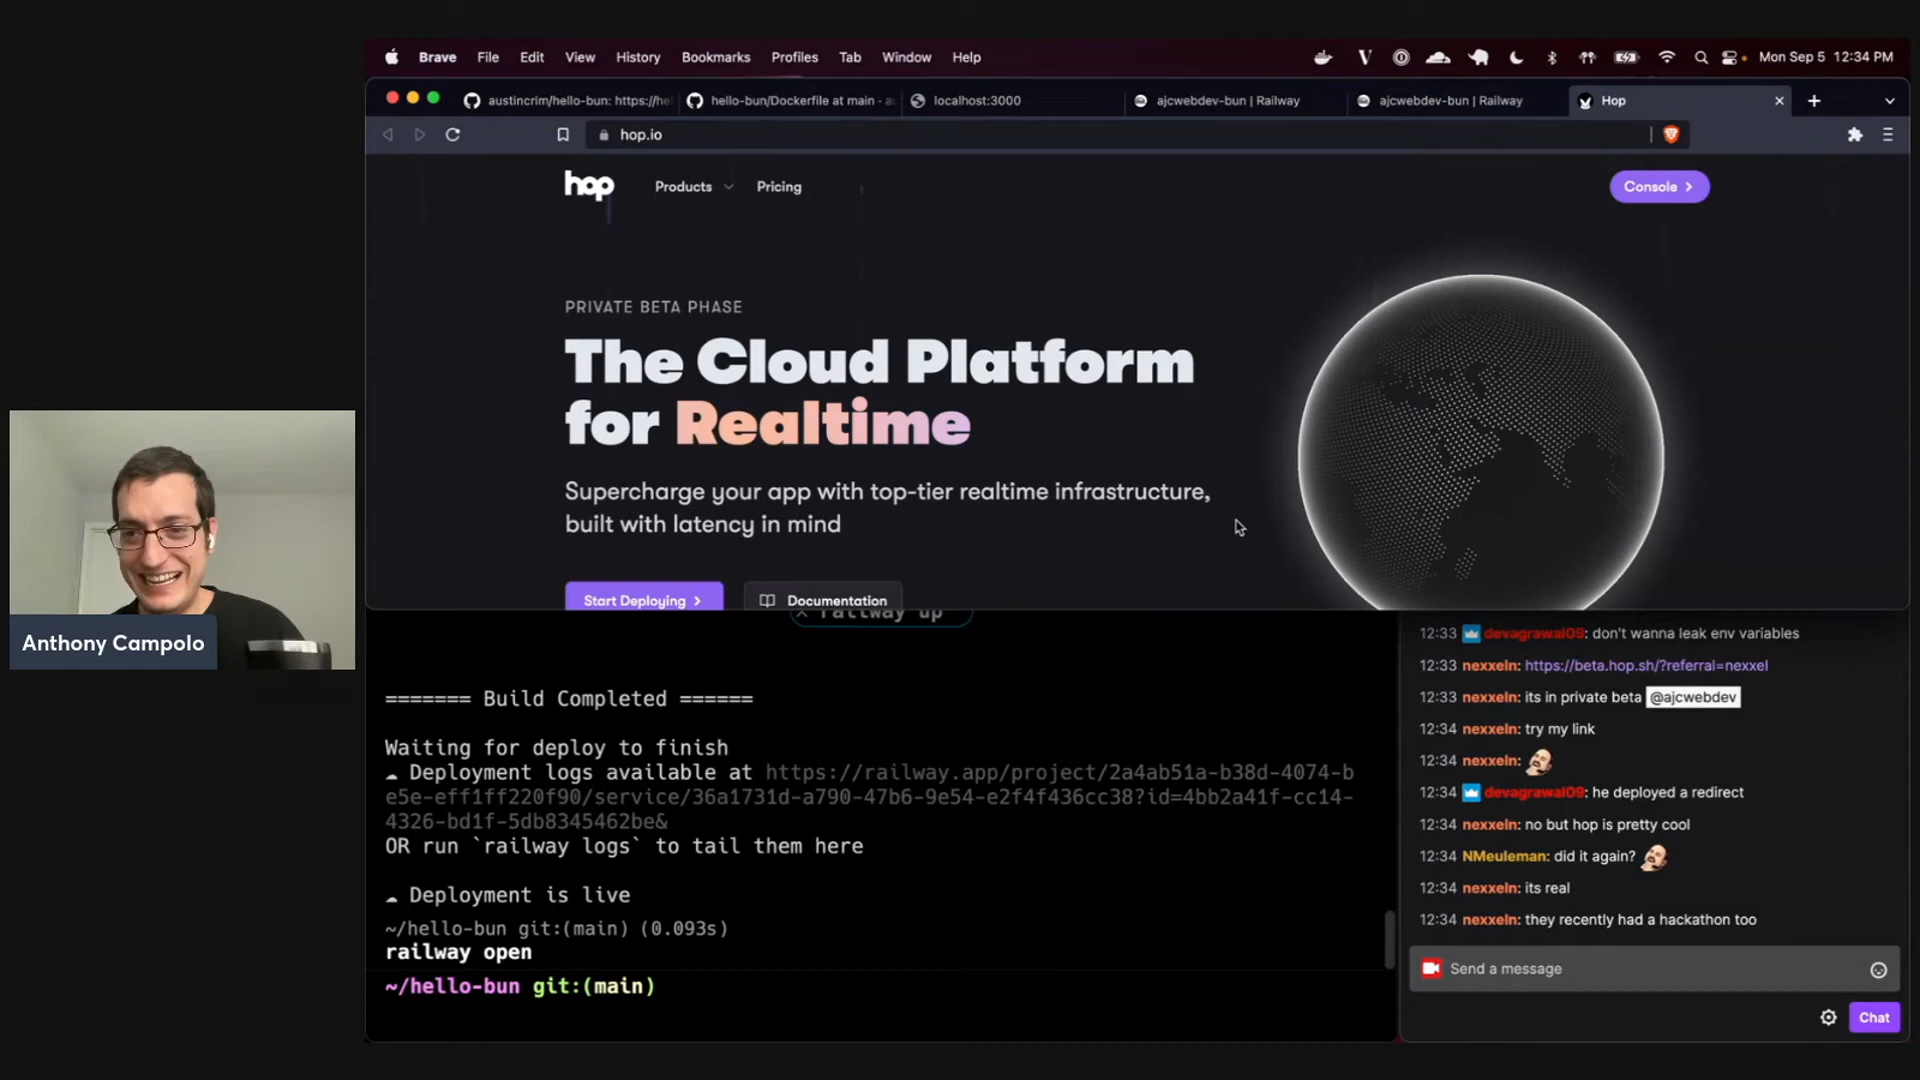 Brave File Edit View History Bookmarks Profiles Tab Window Help
Mon Sep 5 12:34 PM
austincrim/hello-bun: https://he
hello-bun/Dockerfile at main · a
localhost:3000
ajcwebdev-bun | Railway
ajcwebdev-bun | Railway
Hop
hop.io
hop
Products
Pricing
Console
PRIVATE BETA PHASE
The Cloud Platform
for Realtime
Supercharge your app with top-tier realtime infrastructure,
built with latency in mind
Start Deploying
Documentation
Anthony Campolo
railway up
======= Build Completed ======
Waiting for deploy to finish
☁ Deployment logs available at https://railway.app/project/2a4ab51a-b38d-4074-b
e5e-eff1ff220f90/service/36a1731d-a790-47b6-9e54-e2f4f436cc38?id=4bb2a41f-cc14-
4326-bd1f-5db8345462be&
OR run `railway logs` to tail them here
☁ Deployment is live
~/hello-bun git:(main) (0.093s)
railway open
~/hello-bun git:(main)
12:33 devagrawal09: don't wanna leak env variables
12:33 nexxeln: https://beta.hop.sh/?referral=nexxel
12:33 nexxeln: its in private beta @ajcwebdev
12:34 nexxeln: try my link
12:34 nexxeln:
12:34 devagrawal09: he deployed a redirect
12:34 nexxeln: no but hop is pretty cool
12:34 NMeuleman: did it again?
12:34 nexxeln: its real
12:34 nexxeln: they recently had a hackathon too
Send a message
Chat